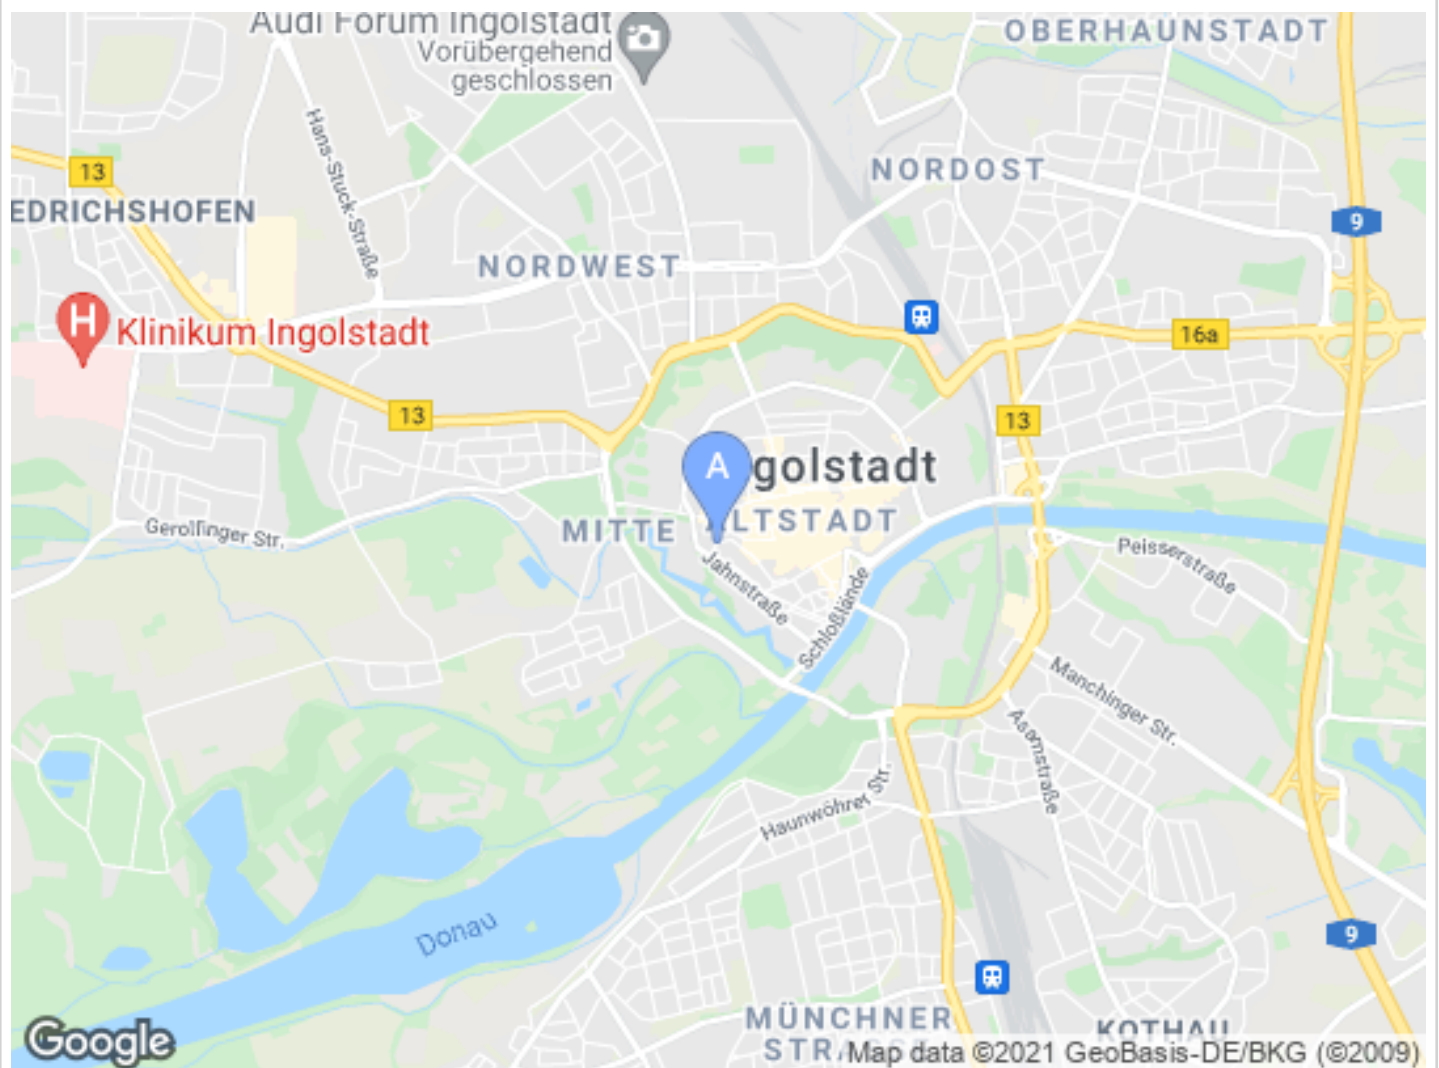 Audi Forum Ingolstadt
Vorübergehend
geschlossen
OBERHAUNSTADT
Hans-Stuck-Straße
13
NORDOST
EDRICHSHOFEN
9
NORDWEST
H
Klinikum Ingolstadt
16a
13
13
A
golstadt
LTSTADT
MITTE
Gerolfinger Str.
Peisserstraße
Jahnstraße
Schloßlände
Manchinger Str.
Asamstraße
Haunwöhrer Str.
Donau
9
MÜNCHNER
STRASSE
KOTHAU
Google
Map data ©2021 GeoBasis-DE/BKG (©2009)